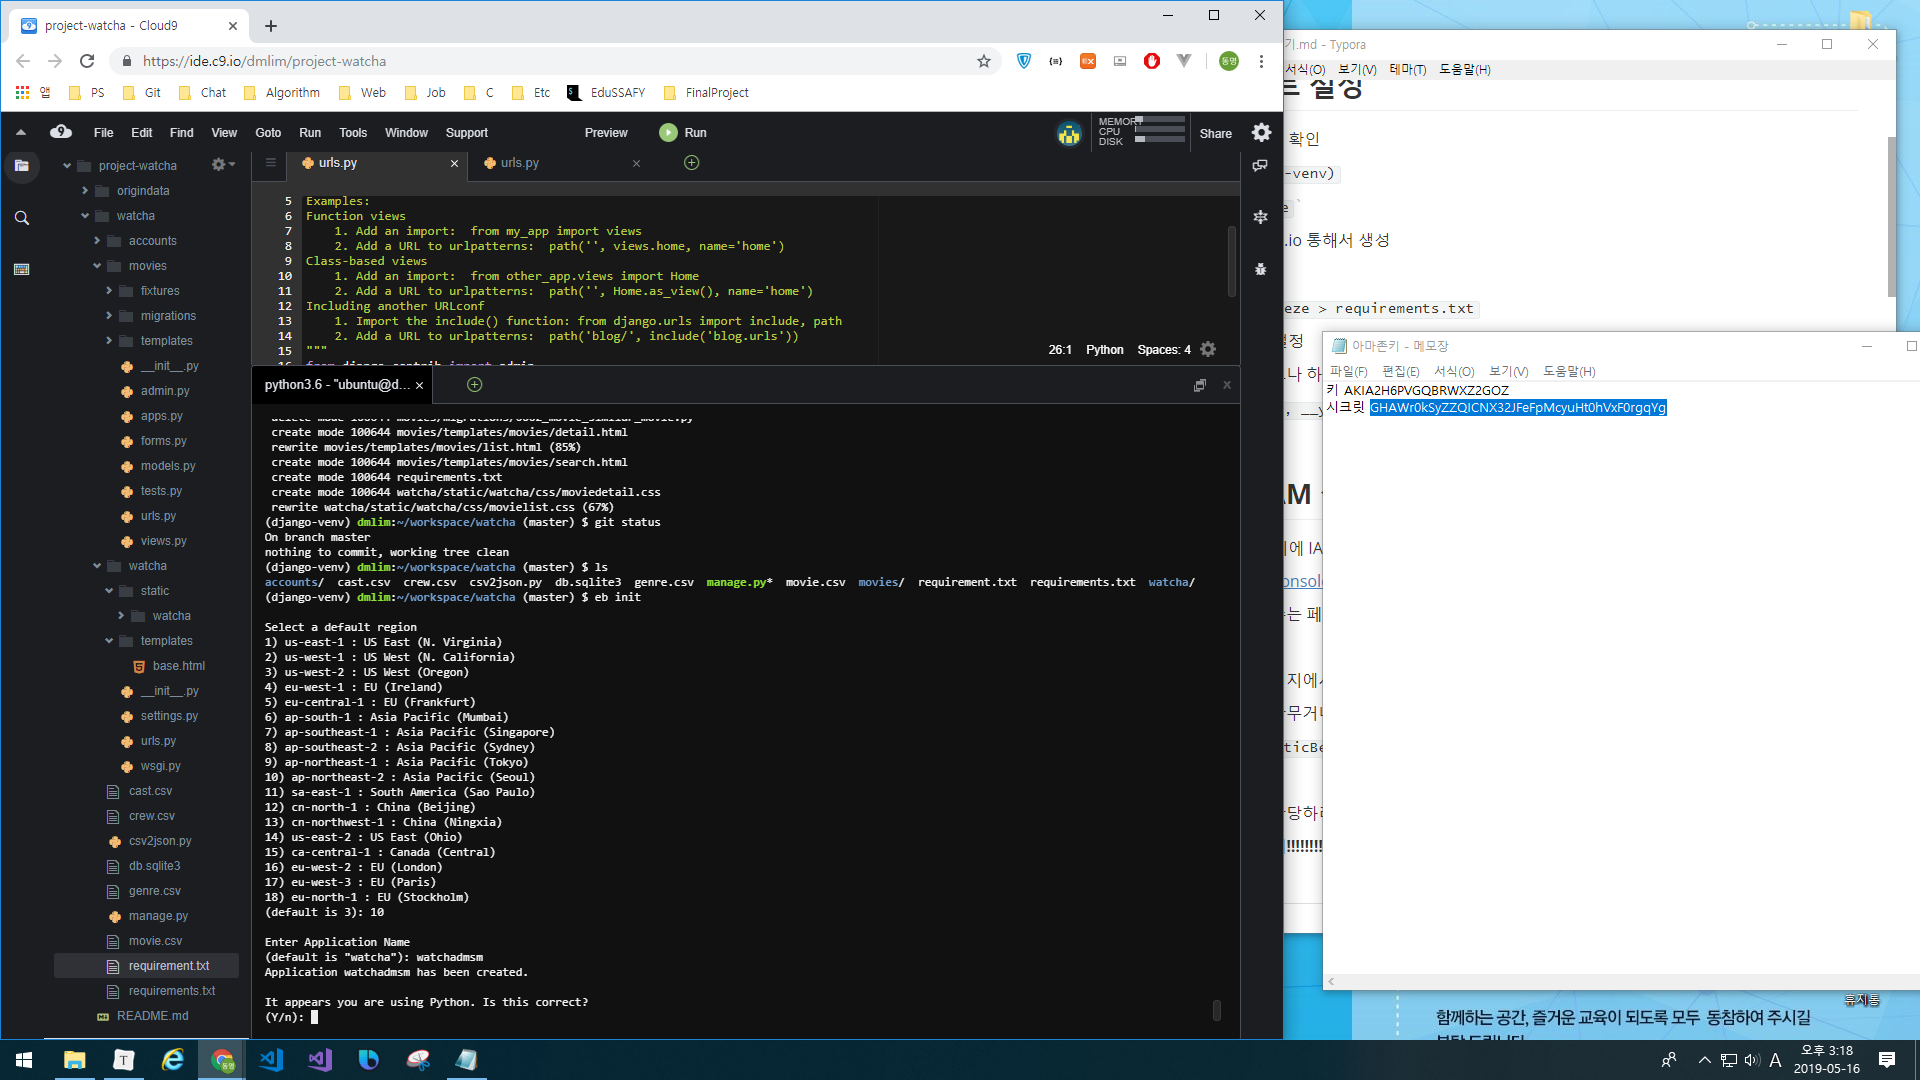 project-watcha - Cloud9
https://ide.c9.io/dmlim/project-watcha
앱 PS Git Chat Algorithm Web Job C Etc EduSSAFY FinalProject
File Edit Find View Goto Run Tools Window Support Preview Run
MEMORY
CPU
DISK
Share
project-watcha
origindata
watcha
accounts
movies
fixtures
migrations
templates
__init__.py
admin.py
apps.py
forms.py
models.py
tests.py
urls.py
views.py
watcha
static
watcha
templates
base.html
__init__.py
settings.py
urls.py
wsgi.py
cast.csv
crew.csv
csv2json.py
db.sqlite3
genre.csv
manage.py
movie.csv
requirement.txt
requirements.txt
README.md
urls.py urls.py
5 Examples:
6 Function views
7 1. Add an import:  from my_app import views
8 2. Add a URL to urlpatterns:  path('', views.home, name='home')
9 Class-based views
10 1. Add an import:  from other_app.views import Home
11 2. Add a URL to urlpatterns:  path('', Home.as_view(), name='home')
12 Including another URLconf
13 1. Import the include() function: from django.urls import include, path
14 2. Add a URL to urlpatterns:  path('blog/', include('blog.urls'))
15 """
26:1 Python Spaces: 4
python3.6 - "ubuntu@d...
create mode 100644 movies/templates/movies/detail.html
rewrite movies/templates/movies/list.html (85%)
create mode 100644 movies/templates/movies/search.html
create mode 100644 requirements.txt
create mode 100644 watcha/static/watcha/css/moviedetail.css
rewrite watcha/static/watcha/css/movielist.css (67%)
(django-venv) dmlim:~/workspace/watcha (master) $ git status
On branch master
nothing to commit, working tree clean
(django-venv) dmlim:~/workspace/watcha (master) $ ls
accounts/  cast.csv  crew.csv  csv2json.py  db.sqlite3  genre.csv  manage.py*  movie.csv  movies/  requirement.txt  requirements.txt  watcha/
(django-venv) dmlim:~/workspace/watcha (master) $ eb init
Select a default region
1) us-east-1 : US East (N. Virginia)
2) us-west-1 : US West (N. California)
3) us-west-2 : US West (Oregon)
4) eu-west-1 : EU (Ireland)
5) eu-central-1 : EU (Frankfurt)
6) ap-south-1 : Asia Pacific (Mumbai)
7) ap-southeast-1 : Asia Pacific (Singapore)
8) ap-southeast-2 : Asia Pacific (Sydney)
9) ap-northeast-1 : Asia Pacific (Tokyo)
10) ap-northeast-2 : Asia Pacific (Seoul)
11) sa-east-1 : South America (Sao Paulo)
12) cn-north-1 : China (Beijing)
13) cn-northwest-1 : China (Ningxia)
14) us-east-2 : US East (Ohio)
15) ca-central-1 : Canada (Central)
16) eu-west-2 : EU (London)
17) eu-west-3 : EU (Paris)
18) eu-north-1 : EU (Stockholm)
(default is 3): 10
Enter Application Name
(default is "watcha"): watchadmsm
Application watchadmsm has been created.
It appears you are using Python. Is this correct?
(Y/n):
기.md - Typora
서식(O) 보기(V) 테마(T) 도움말(H)
트 설정
확인
-venv)
.io 통해서 생성
eze > requirements.txt
설정
아마존키 - 메모장
파일(F) 편집(E) 서식(O) 보기(V) 도움말(H)
키 AKIA2H6PVGQBRWXZ2GOZ
시크릿 GHAWr0kSyZZQICNX32JFeFpMcyuHt0hVxF0rgqYg
휴지통
함께하는 공간, 즐거운 교육이 되도록 모두 동참하여 주시길
A 오후 3:18
2019-05-16